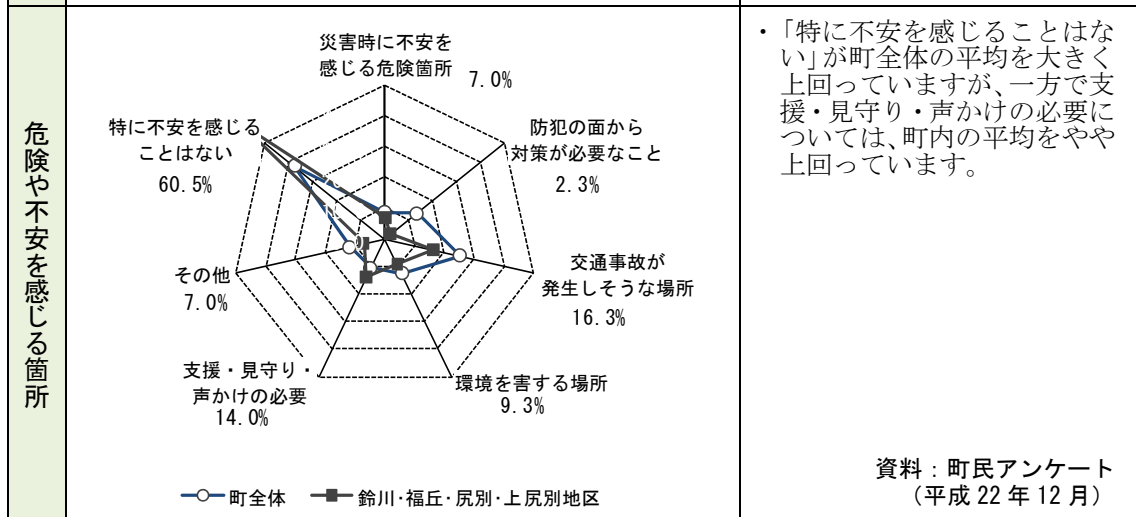 危険や不安を感じる箇所
災害時に不安を
感じる危険箇所
7.0%
防犯の面から
対策が必要なこと
2.3%
交通事故が
発生しそうな場所
16.3%
環境を害する場所
9.3%
支援・見守り・
声かけの必要
14.0%
その他
7.0%
特に不安を感じる
ことはない
60.5%
町全体
鈴川･福丘･尻別･上尻別地区
・「特に不安を感じることはな
い」が町全体の平均を大きく
上回っていますが、一方で支
援・見守り・声かけの必要に
ついては、町内の平均をやや
上回っています。
資料：町民アンケート
（平成 22 年 12 月）